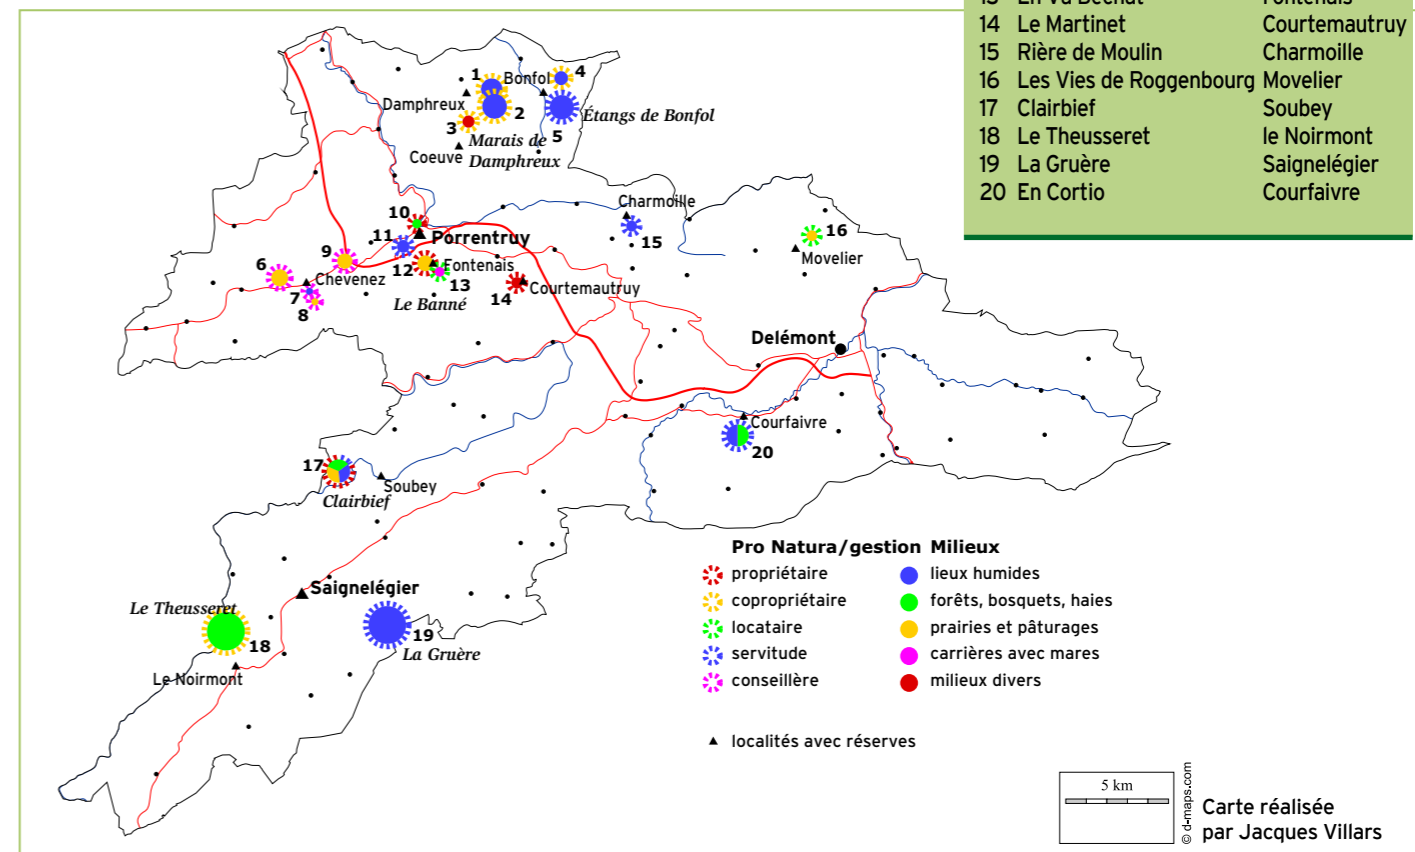 13 En Va Béchat Fontenais
14 Le Martinet Courtemautruy
15 Rière de Moulin Charmoille
16 Les Vies de Roggenbourg Movelier
17 Clairbief Soubey
18 Le Theusseret le Noirmont
19 La Gruère Saignelégier
20 En Cortio Courfaivre
1
Bonfol
4
Damphreux
2
Étangs de Bonfol
3
5
Marais de
Damphreux
Coeuve
Charmoille
10
11
Porrentruy
15
16
Movelier
9
6
Chevenez
12
Fontenais
13
7
8
Le Banné
14
Courtemautruy
Delémont
Courfaivre
20
17
Soubey
Clairbief
Saignelégier
Le Theusseret
18
19
La Gruère
Le Noirmont
Pro Natura/gestion Milieux
propriétaire lieux humides
copropriétaire forêts, bosquets, haies
locataire prairies et pâturages
servitude carrières avec mares
conseillère milieux divers
localités avec réserves
5 km
© d-maps.com
Carte réalisée
par Jacques Villars